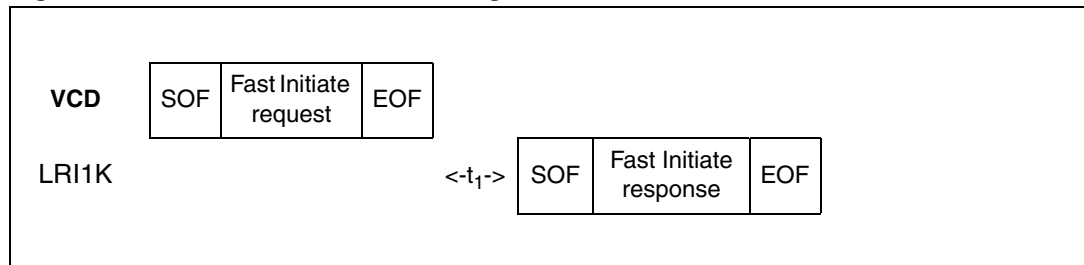 VCD
SOF
Fast Initiate
request
EOF
LRI1K
<-t1->
SOF
Fast Initiate
response
EOF